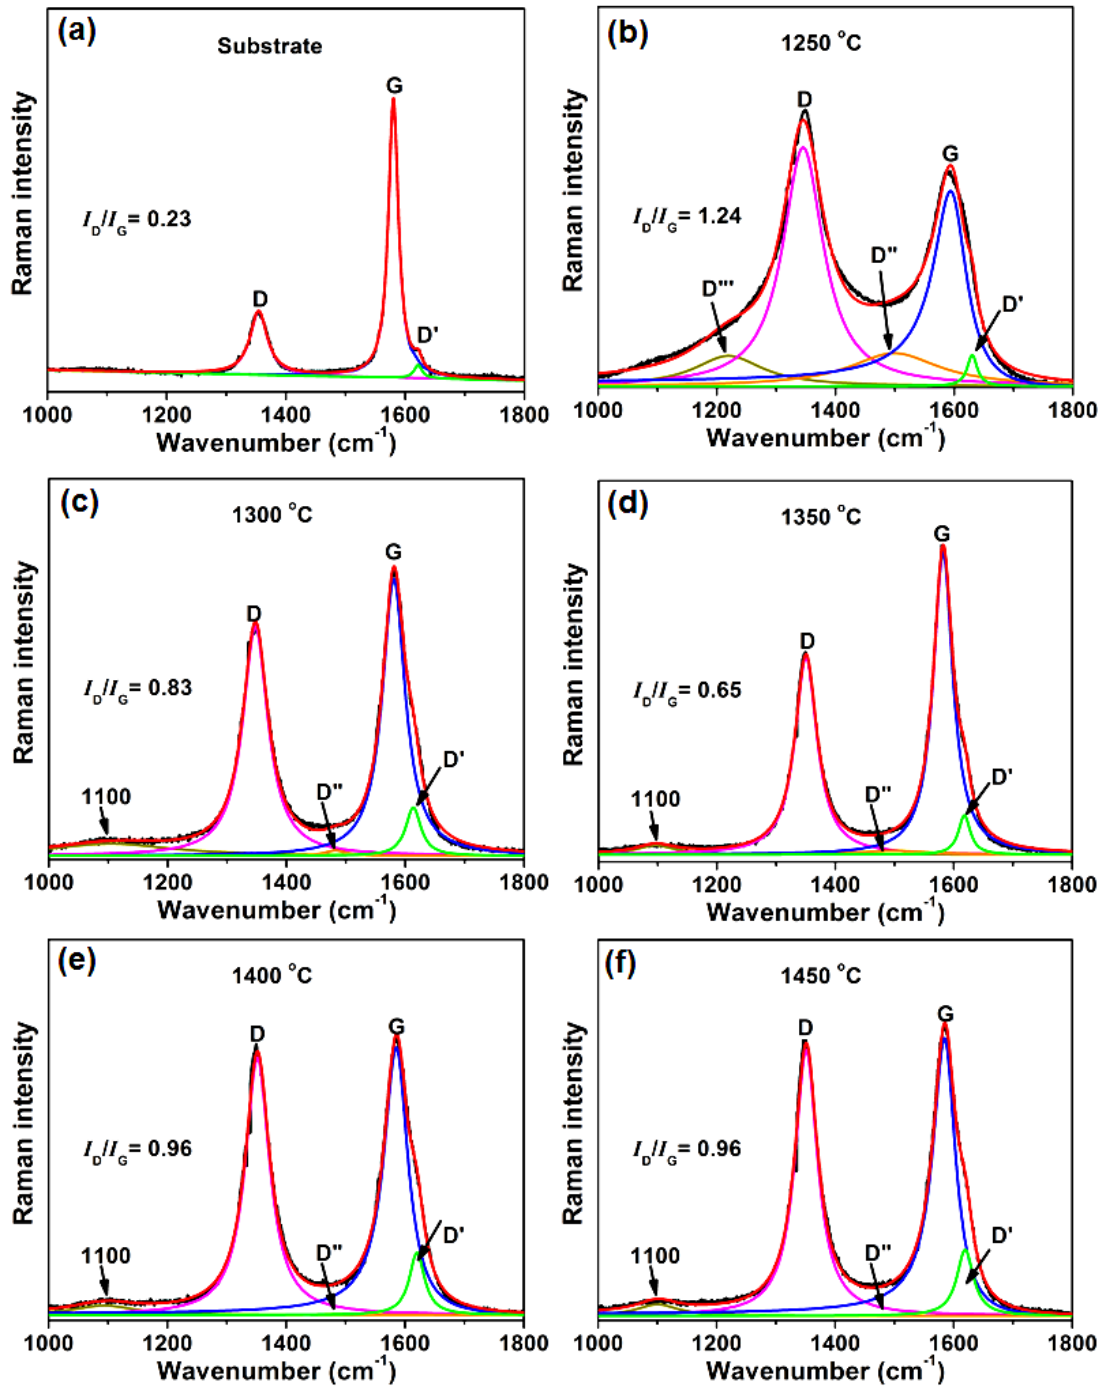 (a)
Substrate
G
D
D'
I_D/I_G= 0.23
Raman intensity
1000 1200 1400 1600 1800
Wavenumber (cm⁻¹)
(b)
1250 °C
D
G
I_D/I_G= 1.24
D'''
D''
D'
Raman intensity
1000 1200 1400 1600 1800
Wavenumber (cm⁻¹)
(c)
1300 °C
G
D
I_D/I_G= 0.83
D'
D''
1100
Raman intensity
1000 1200 1400 1600 1800
Wavenumber (cm⁻¹)
(d)
1350 °C
G
D
I_D/I_G= 0.65
D'
D''
1100
Raman intensity
1000 1200 1400 1600 1800
Wavenumber (cm⁻¹)
(e)
1400 °C
D
G
I_D/I_G= 0.96
D'
D''
1100
Raman intensity
1000 1200 1400 1600 1800
Wavenumber (cm⁻¹)
(f)
1450 °C
D
G
I_D/I_G= 0.96
D'
D''
1100
Raman intensity
1000 1200 1400 1600 1800
Wavenumber (cm⁻¹)